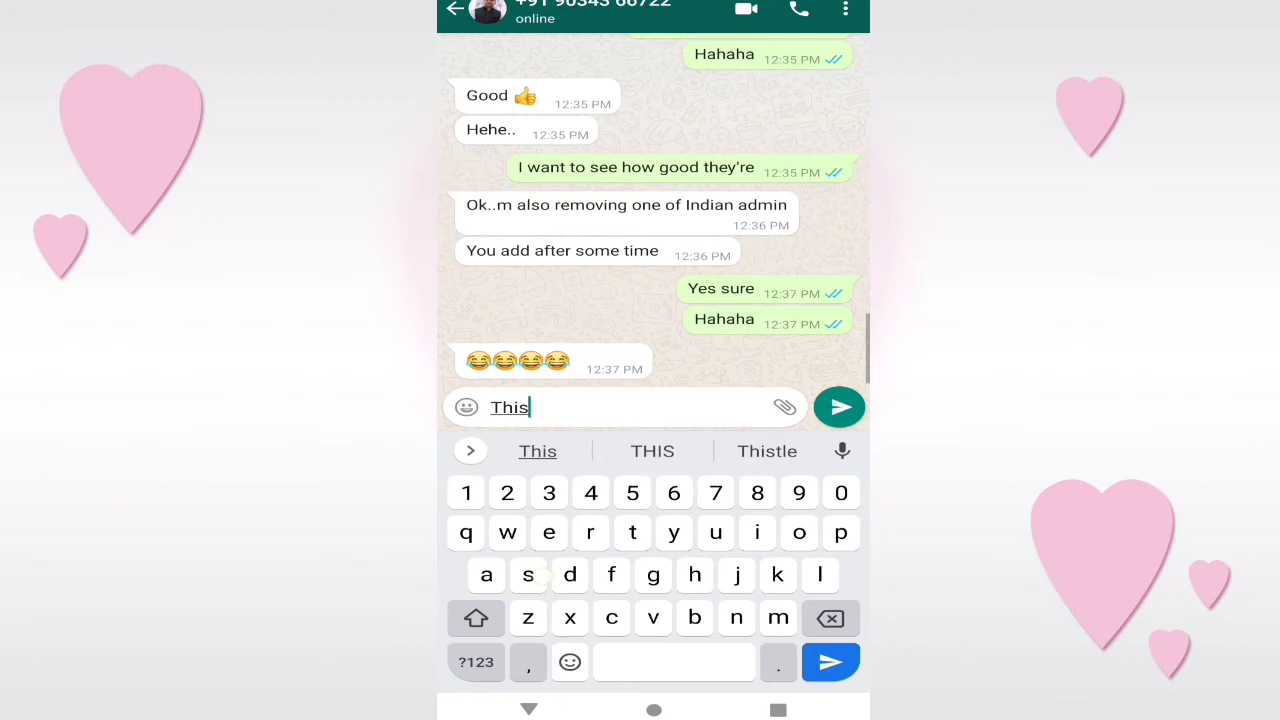 online
Hahaha 12:35 PM
Good 👍 12:35 PM
Hehe.. 12:35 PM
I want to see how good they're 12:35 PM
Ok..m also removing one of Indian admin
12:36 PM
You add after some time 12:36 PM
Yes sure 12:37 PM
Hahaha 12:37 PM
😂😂😂😂 12:37 PM
This
This THIS Thistle
1 2 3 4 5 6 7 8 9 0
q w e r t y u i o p
a s d f g h j k l
z x c v b n m
?123 , .